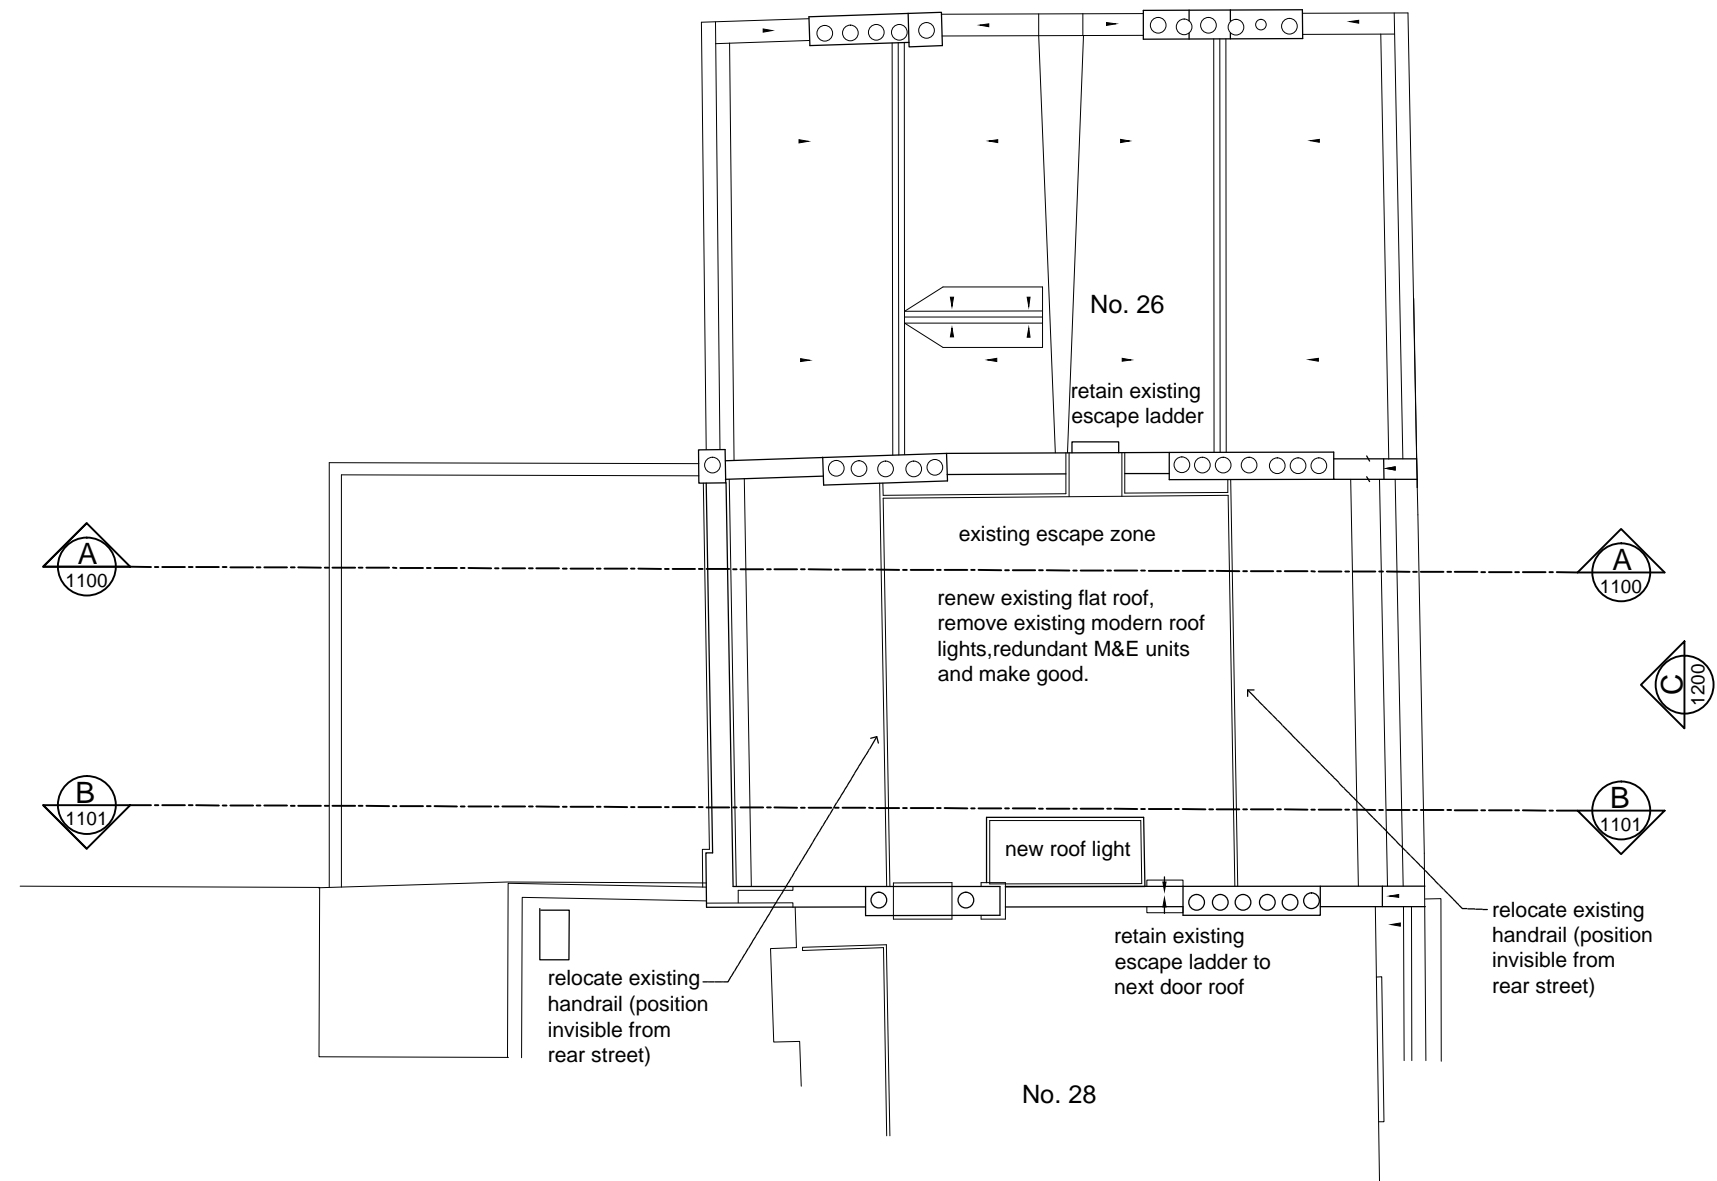 No. 26
retain existing
escape ladder
existing escape zone
A
1100
A
1100
renew existing flat roof,
remove existing modern roof
lights,redundant M&E units
and make good.
C
1200
B
1101
B
1101
new roof light
relocate existing
handrail (position
invisible from
rear street)
retain existing
escape ladder to
next door roof
relocate existing
handrail (position
invisible from
rear street)
No. 28